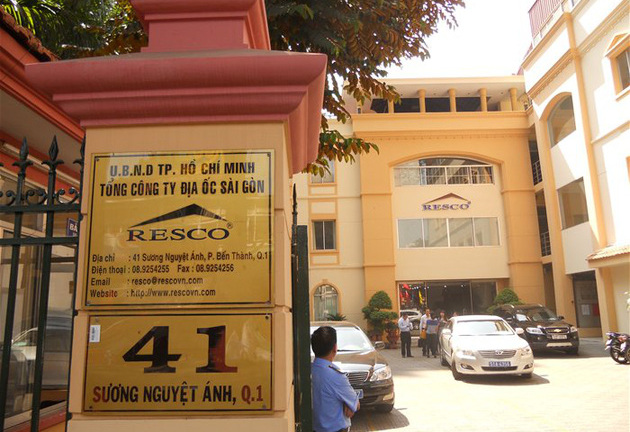 U.B.N.D TP. HỒ CHÍ MINH
TỔNG CÔNG TY ĐỊA ỐC SÀI GÒN
RESCO
Địa chỉ : 41 Sương Nguyệt Ánh, P. Bến Thành, Q.1
Điện thoại : 08.9254255 Fax : 08.9254256
Email : resco@rescovn.com
Website : http://www.rescovn.com
41
SƯƠNG NGUYỆT ÁNH, Q.1
RESCO